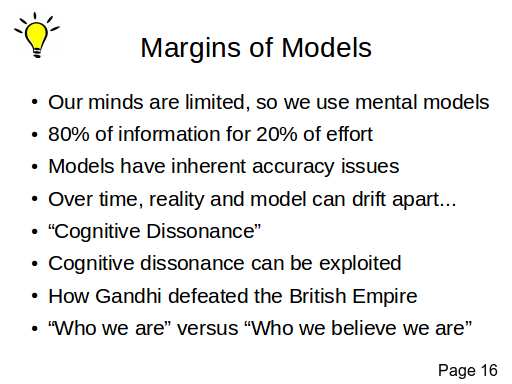 Margins of Models
• Our minds are limited, so we use mental models
• 80% of information for 20% of effort
• Models have inherent accuracy issues
• Over time, reality and model can drift apart...
• “Cognitive Dissonance”
• Cognitive dissonance can be exploited
• How Gandhi defeated the British Empire
• “Who we are” versus “Who we believe we are”
Page 16